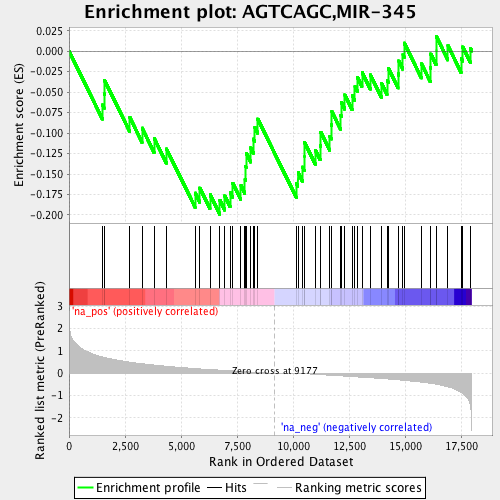 Enrichment plot: AGTCAGC,MIR-345
Enrichment score (ES)
0.025
0.000
-0.025
-0.050
-0.075
-0.100
-0.125
-0.150
-0.175
-0.200
'na_pos' (positively correlated)
Ranked list metric (PreRanked)
3
2
1
0
-1
-2
Zero cross at 9177
'na_neg' (negatively correlated)
0
2,500
5,000
7,500
10,000
12,500
15,000
17,500
Rank in Ordered Dataset
Enrichment profile
Hits
Ranking metric scores